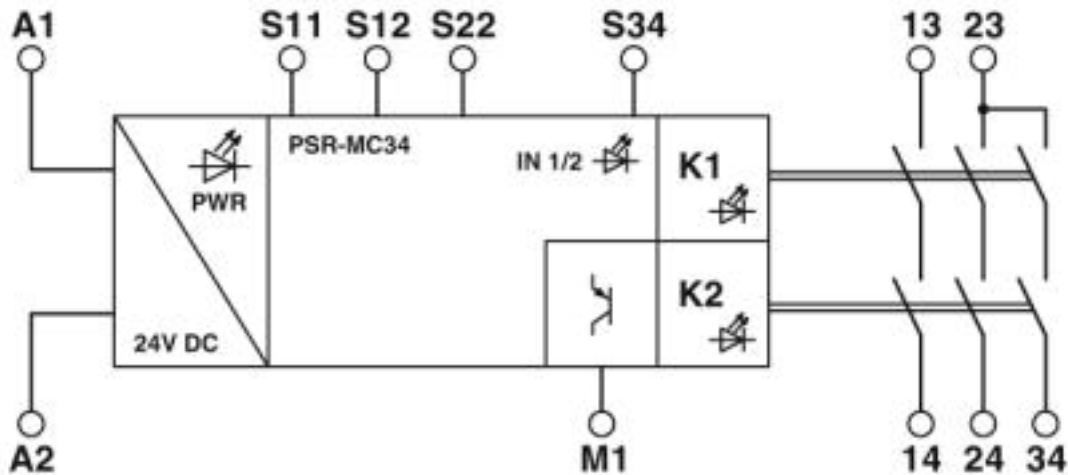 A1 S11 S12 S22 S34 13 23
PSR-MC34
IN 1/2
K1
PWR
K2
24V DC
A2 M1 14 24 34